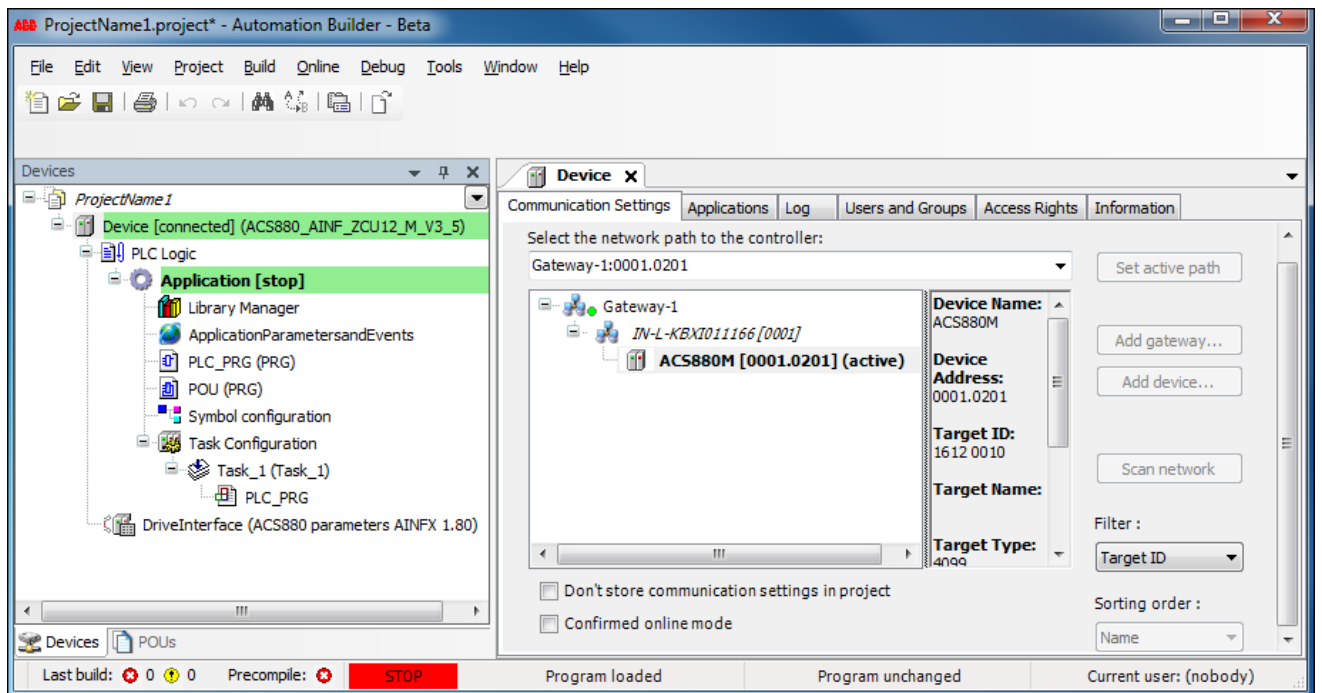 ABB ProjectName1.project* - Automation Builder - Beta
File Edit View Project Build Online Debug Tools Window Help
Devices
ProjectName1
Device [connected] (ACS880_AINF_ZCU12_M_V3_5)
PLC Logic
Application [stop]
Library Manager
ApplicationParametersandEvents
PLC_PRG (PRG)
POU (PRG)
Symbol configuration
Task Configuration
Task_1 (Task_1)
PLC_PRG
DriveInterface (ACS880 parameters AINFX 1.80)
Devices POUs
Device
Communication Settings Applications Log Users and Groups Access Rights Information
Select the network path to the controller:
Gateway-1:0001.0201
Set active path
Gateway-1
IN-L-KBXI011166 [0001]
ACS880M [0001.0201] (active)
Device Name:
ACS880M
Device
Address:
0001.0201
Target ID:
1612 0010
Target Name:
Target Type:
4099
Add gateway...
Add device...
Scan network
Filter :
Target ID
Sorting order :
Name
Don't store communication settings in project
Confirmed online mode
Last build: 0 0 Precompile: STOP Program loaded Program unchanged Current user: (nobody)